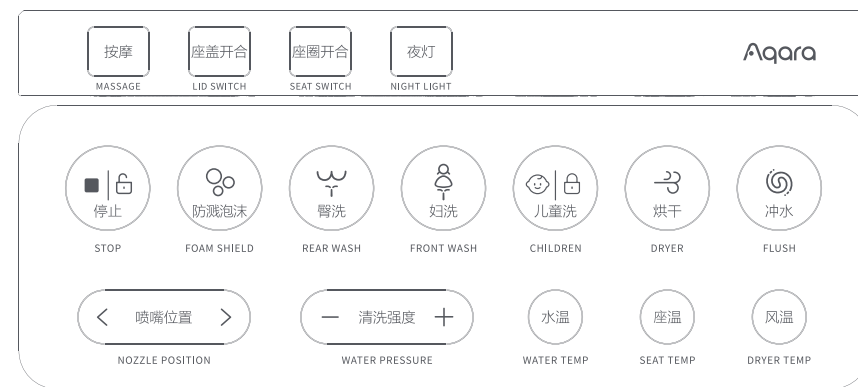 按摩
座盖开合
座圈开合
夜灯
Aqara
MASSAGE
LID SWITCH
SEAT SWITCH
NIGHT LIGHT
停止
防溅泡沫
臀洗
妇洗
儿童洗
烘干
冲水
STOP
FOAM SHIELD
REAR WASH
FRONT WASH
CHILDREN
DRYER
FLUSH
喷嘴位置
清洗强度
水温
座温
风温
NOZZLE POSITION
WATER PRESSURE
WATER TEMP
SEAT TEMP
DRYER TEMP